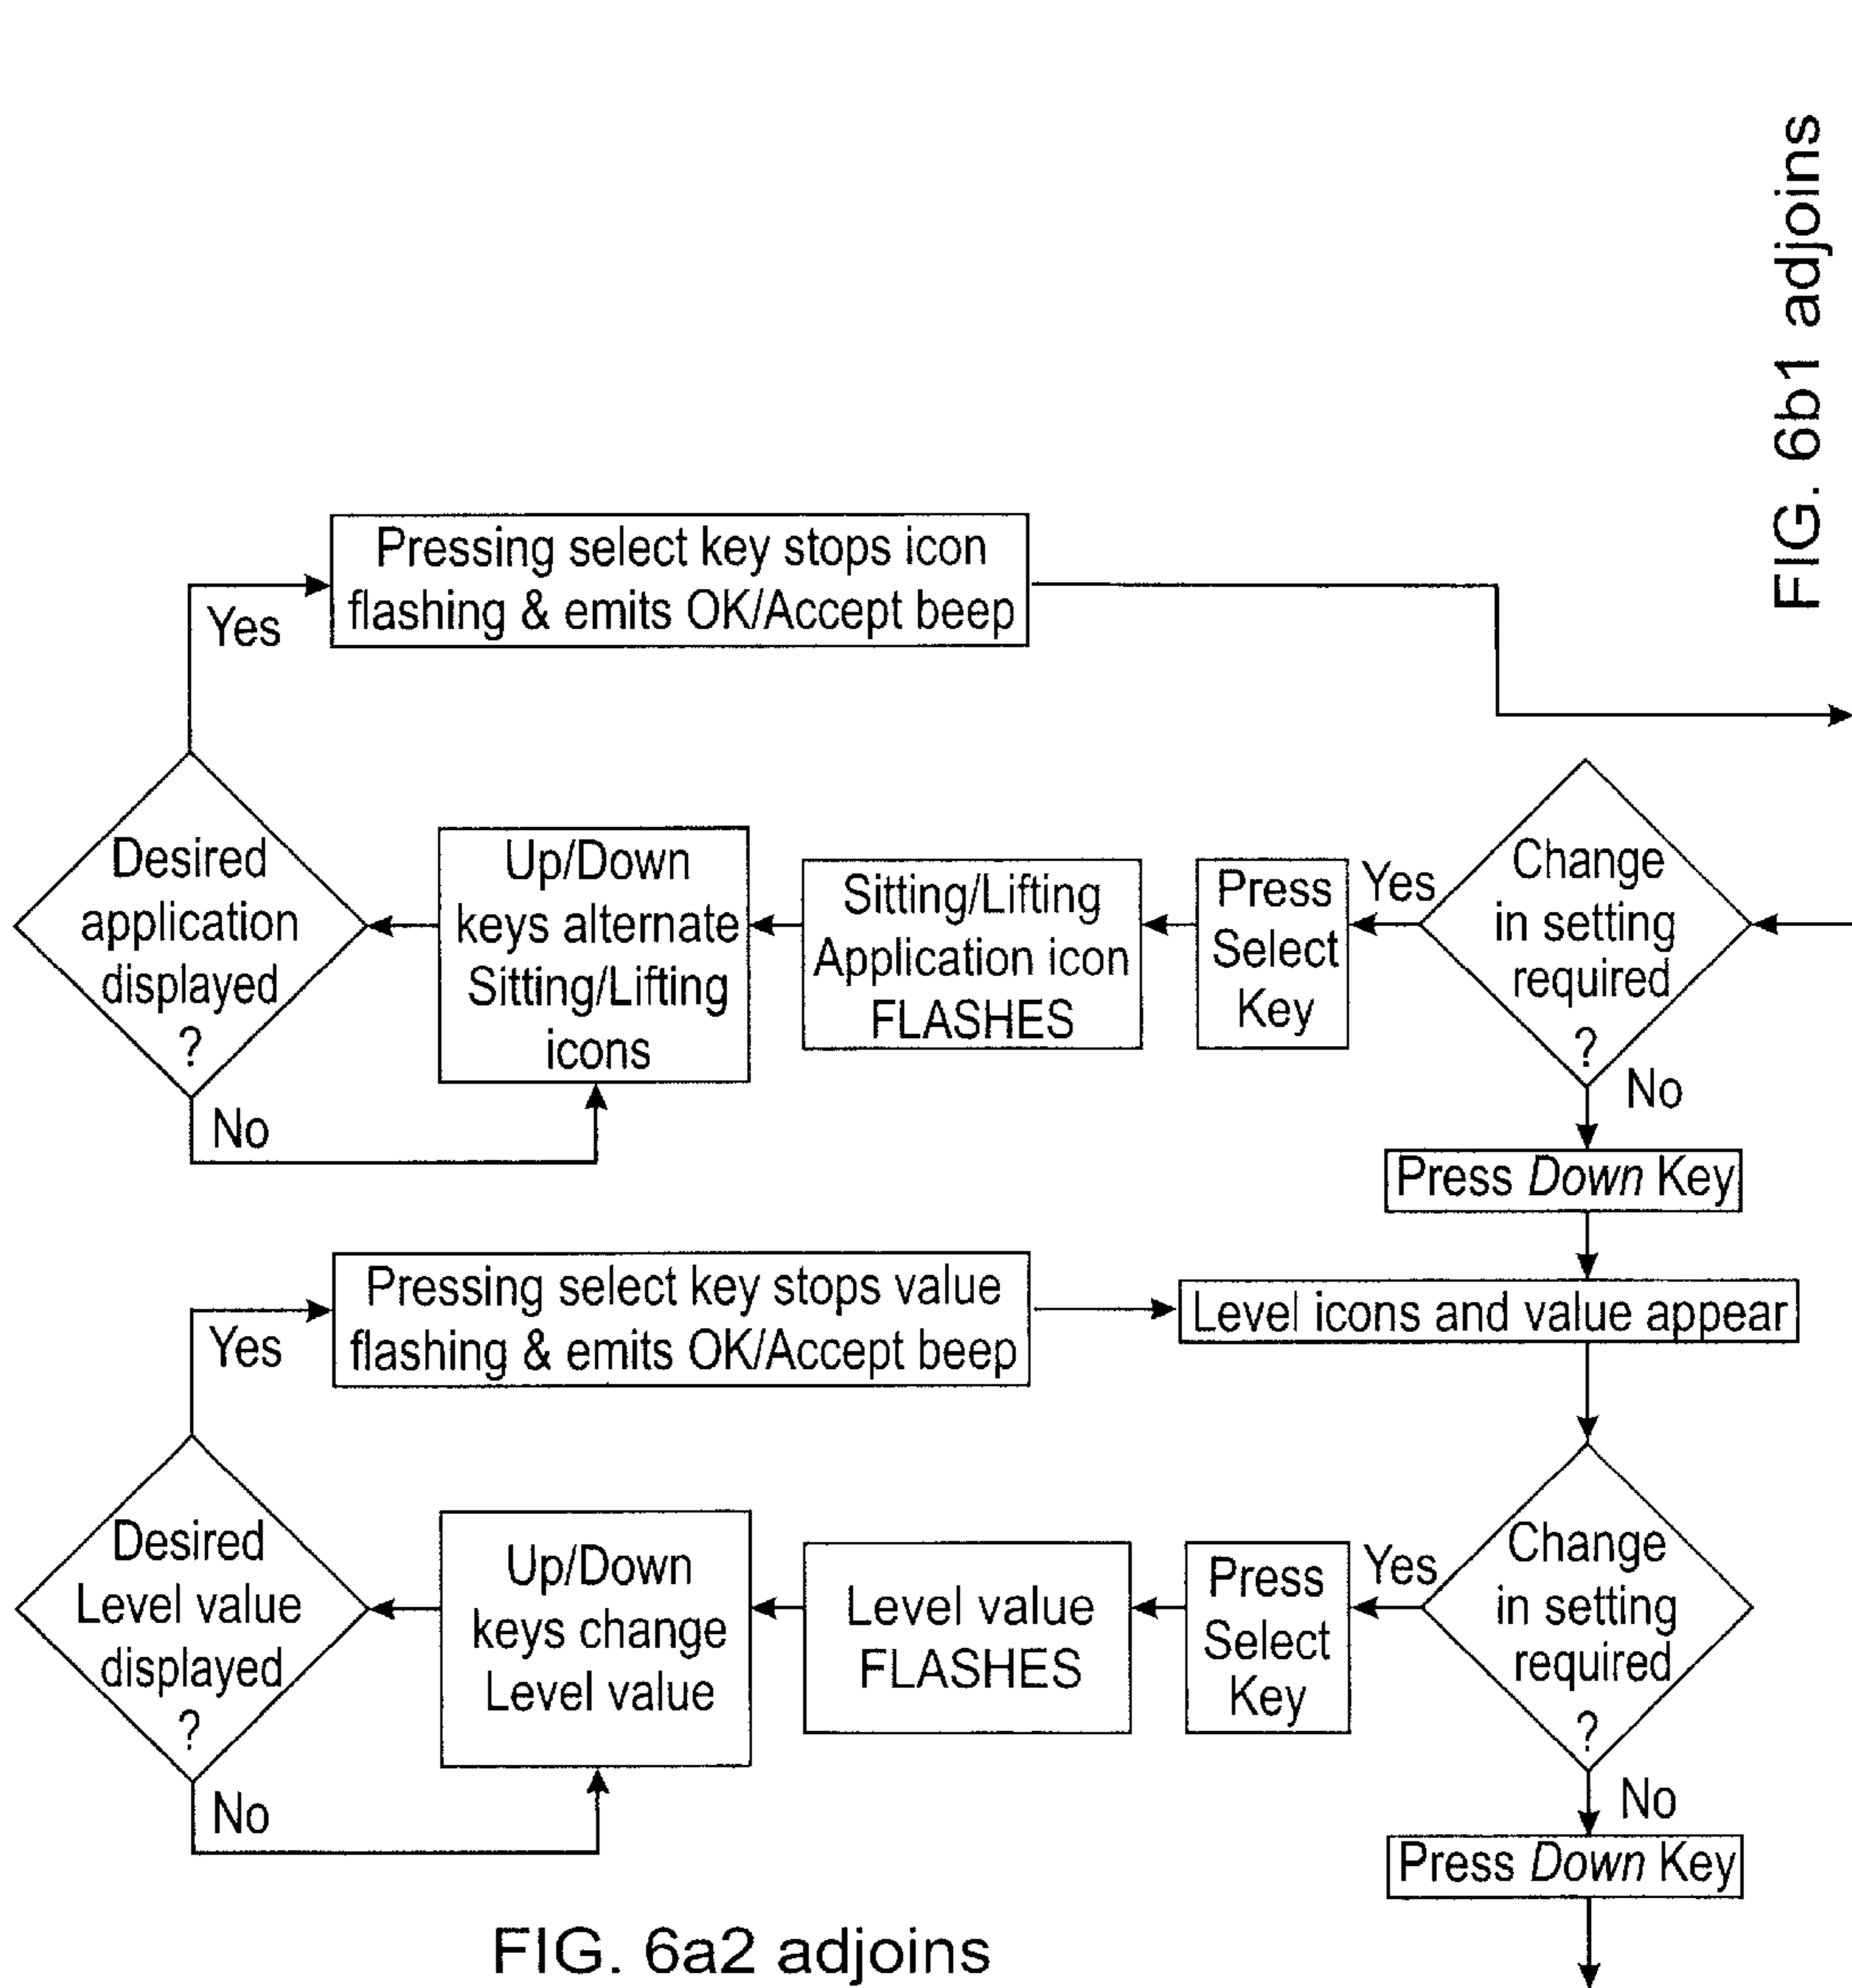 FIG. 6b1 adjoins
Pressing select key stops icon
flashing & emits OK/Accept beep
Yes
Desired
application
displayed
?
No
Up/Down
keys alternate
Sitting/Lifting
icons
Sitting/Lifting
Application icon
FLASHES
Press
Select
Key
Yes
Change
in setting
required
?
No
Press Down Key
Pressing select key stops value
flashing & emits OK/Accept beep
Level icons and value appear
Yes
Desired
Level value
displayed
?
No
Up/Down
keys change
Level value
Level value
FLASHES
Press
Select
Key
Yes
Change
in setting
required
?
No
Press Down Key
FIG. 6a2 adjoins